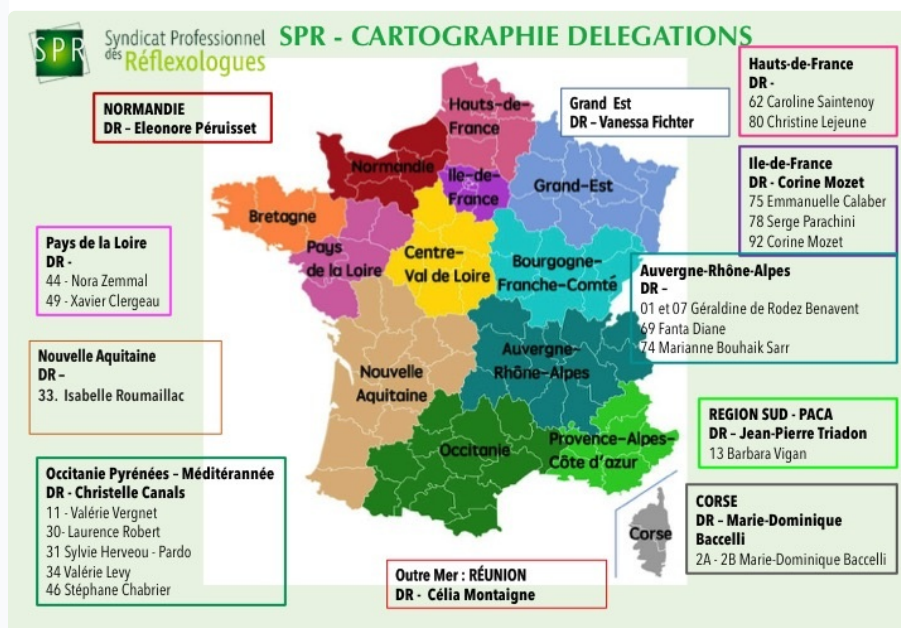 SPR
Syndicat Professionnel
des Réflexologues
SPR - CARTOGRAPHIE DELEGATIONS
NORMANDIE
DR – Eleonore Péruisset
Grand Est
DR – Vanessa Fichter
Hauts-de-France
DR -
62 Caroline Saintenoy
80 Christine Lejeune
Ile-de-France
DR - Corine Mozet
75 Emmanuelle Calaber
78 Serge Parachini
92 Corine Mozet
Pays de la Loire
DR -
44 - Nora Zemmal
49 - Xavier Clergeau
Auvergne-Rhône-Alpes
DR –
01 et 07 Géraldine de Rodez Benavent
69 Fanta Diane
74 Marianne Bouhaik Sarr
Nouvelle Aquitaine
DR –
33. Isabelle Roumaillac
REGION SUD - PACA
DR – Jean-Pierre Triadon
13 Barbara Vigan
Occitanie Pyrénées – Méditérannée
DR - Christelle Canals
11 - Valérie Vergnet
30- Laurence Robert
31 Sylvie Herveou - Pardo
34 Valérie Levy
46 Stéphane Chabrier
CORSE
DR – Marie-Dominique
Baccelli
2A - 2B Marie-Dominique Baccelli
Outre Mer : RÉUNION
DR - Célia Montaigne
Hauts-de-
France
Normandie
Ile-de-
France
Grand-Est
Bretagne
Pays
de la Loire
Centre-
Val de Loire
Bourgogne-
Franche-Comté
Nouvelle
Aquitaine
Auvergne-
Rhône-Alpes
Occitanie
Provence-Alpes-
Côte d'azur
Corse